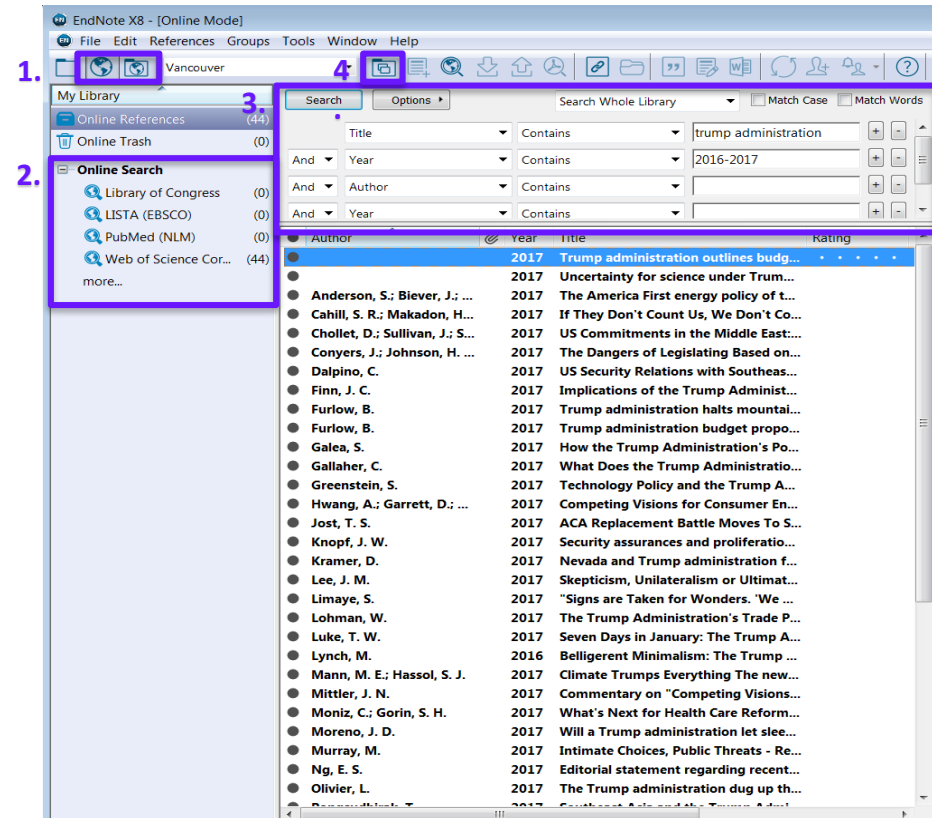 EndNote X8 - [Online Mode]
File Edit References Groups Tools Window Help
1.
Vancouver
4
My Library
3.
Search Options Search Whole Library Match Case Match Words
Online References (44)
Title Contains trump administration + -
Online Trash (0)
And Year Contains 2016-2017 + -
2.
Online Search
And Author Contains + -
Library of Congress (0)
And Year Contains + -
LISTA (EBSCO) (0)
PubMed (NLM) (0)
Web of Science Cor... (44)
more...
Author Year Title Rating
2017 Trump administration outlines budg...
2017 Uncertainty for science under Trum...
Anderson, S.; Biever, J.; ... 2017 The America First energy policy of t...
Cahill, S. R.; Makadon, H... 2017 If They Don't Count Us, We Don't Co...
Chollet, D.; Sullivan, J.; S... 2017 US Commitments in the Middle East:...
Conyers, J.; Johnson, H. ... 2017 The Dangers of Legislating Based on...
Dalpino, C. 2017 US Security Relations with Southeas...
Finn, J. C. 2017 Implications of the Trump Administ...
Furlow, B. 2017 Trump administration halts mountai...
Furlow, B. 2017 Trump administration budget propo...
Galea, S. 2017 How the Trump Administration's Po...
Gallaher, C. 2017 What Does the Trump Administratio...
Greenstein, S. 2017 Technology Policy and the Trump A...
Hwang, A.; Garrett, D.; ... 2017 Competing Visions for Consumer En...
Jost, T. S. 2017 ACA Replacement Battle Moves To S...
Knopf, J. W. 2017 Security assurances and proliferatio...
Kramer, D. 2017 Nevada and Trump administration f...
Lee, J. M. 2017 Skepticism, Unilateralism or Ultimat...
Limaye, S. 2017 "Signs are Taken for Wonders. 'We ...
Lohman, W. 2017 The Trump Administration's Trade P...
Luke, T. W. 2017 Seven Days in January: The Trump A...
Lynch, M. 2016 Belligerent Minimalism: The Trump ...
Mann, M. E.; Hassol, S. J. 2017 Climate Trumps Everything The new...
Mittler, J. N. 2017 Commentary on "Competing Visions...
Moniz, C.; Gorin, S. H. 2017 What's Next for Health Care Reform...
Moreno, J. D. 2017 Will a Trump administration let slee...
Murray, M. 2017 Intimate Choices, Public Threats - Re...
Ng, E. S. 2017 Editorial statement regarding recent...
Olivier, L. 2017 The Trump administration dug up th...